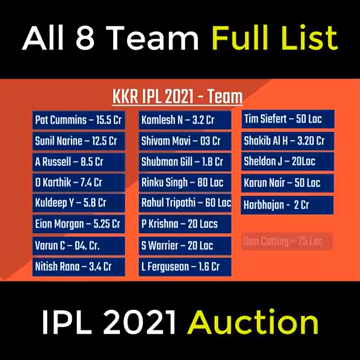 All 8 Team Full List
KKR IPL 2021 - Team
Pat Cummins – 15.5 Cr
Sunil Narine – 12.5 Cr
A Russell – 8.5 Cr
D Karthik – 7.4 Cr
Kuldeep Y – 5.8 Cr
Eion Morgan – 5.25 Cr
Varun C – 04 Cr.
Nitish Rana – 3.4 Cr
Kamlesh N – 3.2 Cr
Shivam Mavi – 03 Cr
Shubman Gill – 1.8 Cr
Rinku Singh – 80 Lac
Rahul Tripathi – 60 Lac
P Krishna – 20 Lacs
S Warrier – 20 Lac
L Fergusean – 1.6 Cr
Tim Siefert – 50 Lac
Shakib Al H – 3.20 Cr
Sheldon J – 20Lac
Karun Nair – 50 Lac
Harbhajan – 2 Cr
Ben Cutting – 75 Lac
IPL 2021 Auction